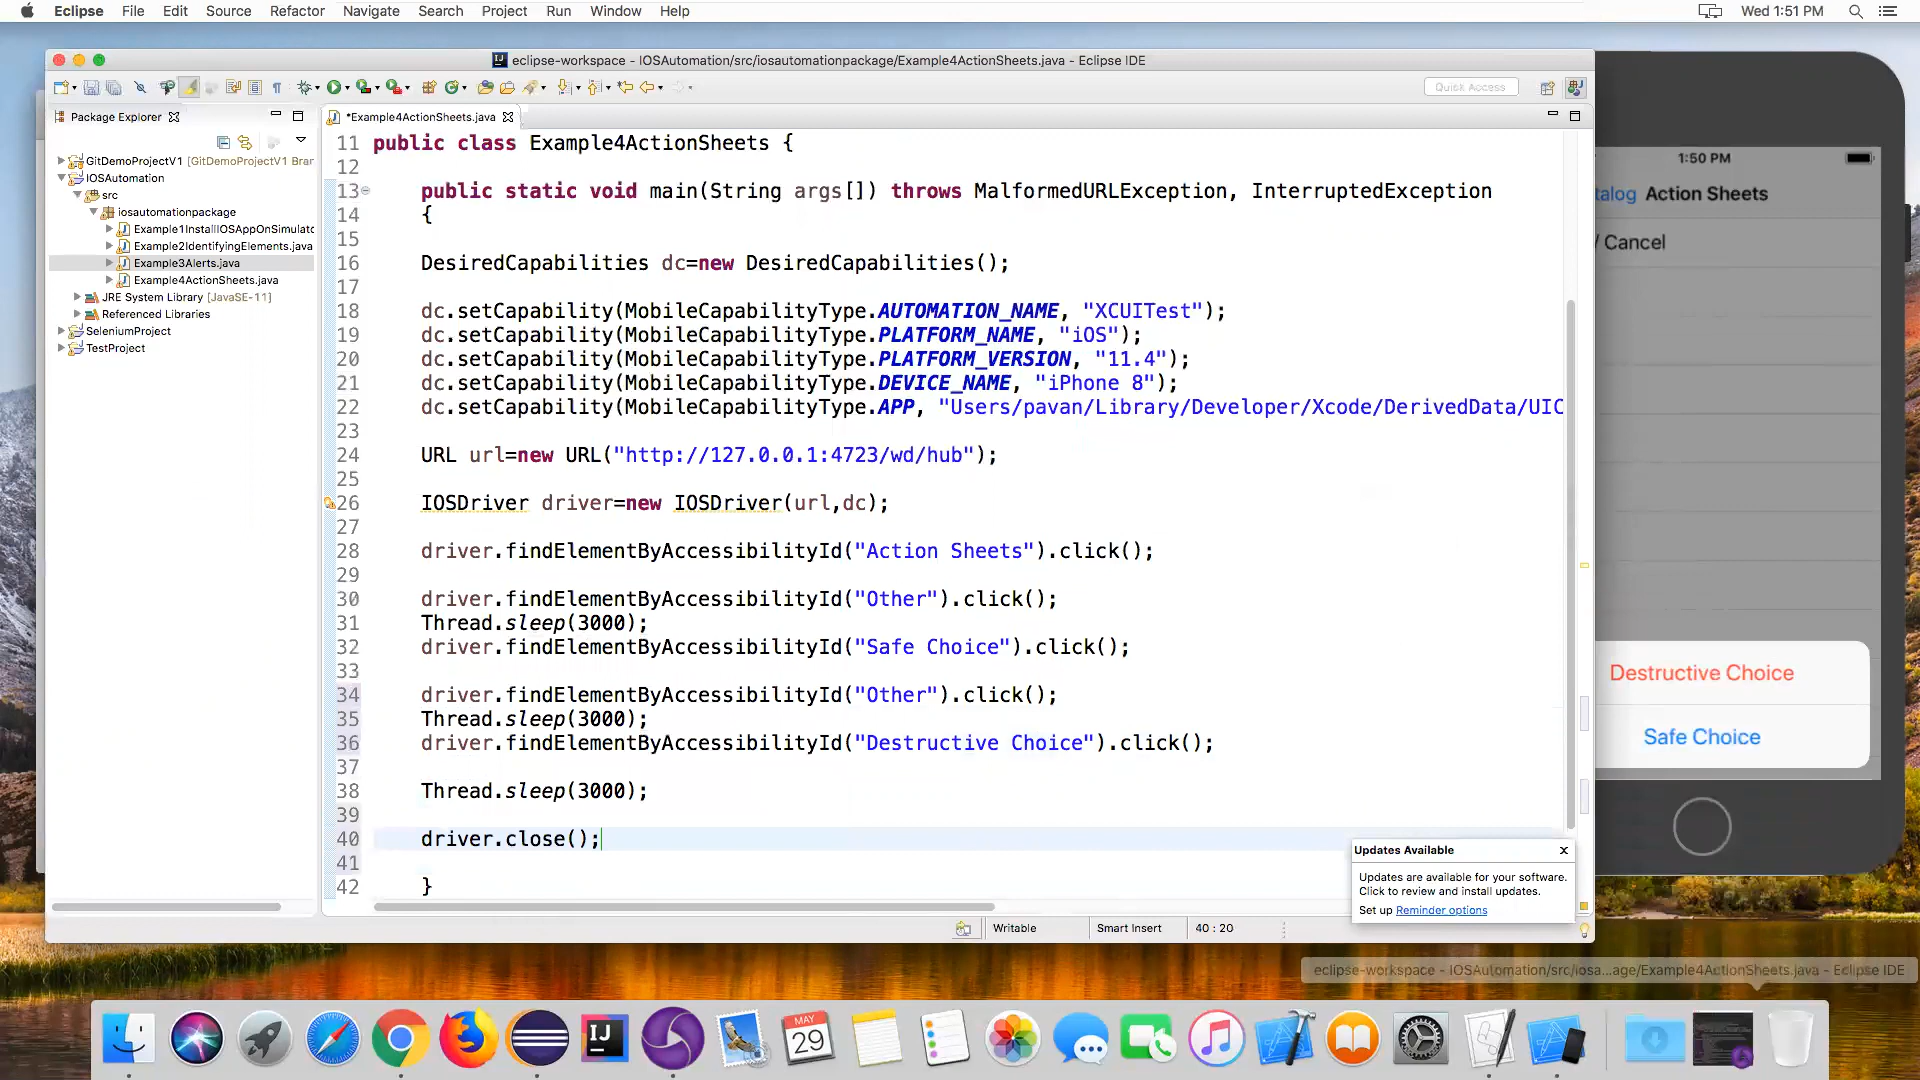 Eclipse File Edit Source Refactor Navigate Search Project Run Window Help
Wed 1:51 PM
eclipse-workspace - IOSAutomation/src/iosautomationpackage/Example4ActionSheets.java - Eclipse IDE
Quick Access
Package Explorer
*Example4ActionSheets.java
GitDemoProjectV1 [GitDemoProjectV1 Bran
IOSAutomation
src
iosautomationpackage
Example1InstallIOSAppOnSimulato
Example2IdentifyingElements.java
Example3Alerts.java
Example4ActionSheets.java
JRE System Library [JavaSE-11]
Referenced Libraries
SeleniumProject
TestProject
11 public class Example4ActionSheets {
12
13 public static void main(String args[]) throws MalformedURLException, InterruptedException
14 {
15
16 DesiredCapabilities dc=new DesiredCapabilities();
17
18 dc.setCapability(MobileCapabilityType.AUTOMATION_NAME, "XCUITest");
19 dc.setCapability(MobileCapabilityType.PLATFORM_NAME, "iOS");
20 dc.setCapability(MobileCapabilityType.PLATFORM_VERSION, "11.4");
21 dc.setCapability(MobileCapabilityType.DEVICE_NAME, "iPhone 8");
22 dc.setCapability(MobileCapabilityType.APP, "Users/pavan/Library/Developer/Xcode/DerivedData/UIC
23
24 URL url=new URL("http://127.0.0.1:4723/wd/hub");
25
26 IOSDriver driver=new IOSDriver(url,dc);
27
28 driver.findElementByAccessibilityId("Action Sheets").click();
29
30 driver.findElementByAccessibilityId("Other").click();
31 Thread.sleep(3000);
32 driver.findElementByAccessibilityId("Safe Choice").click();
33
34 driver.findElementByAccessibilityId("Other").click();
35 Thread.sleep(3000);
36 driver.findElementByAccessibilityId("Destructive Choice").click();
37
38 Thread.sleep(3000);
39
40 driver.close();
41
42 }
Updates Available
Updates are available for your software.
Click to review and install updates.
Set up Reminder options
Writable
Smart Insert
40 : 20
1:50 PM
talog Action Sheets
/ Cancel
Destructive Choice
Safe Choice
eclipse-workspace - IOSAutomation/src/iosa...age/Example4ActionSheets.java - Eclipse IDE
MAY
29
IJ